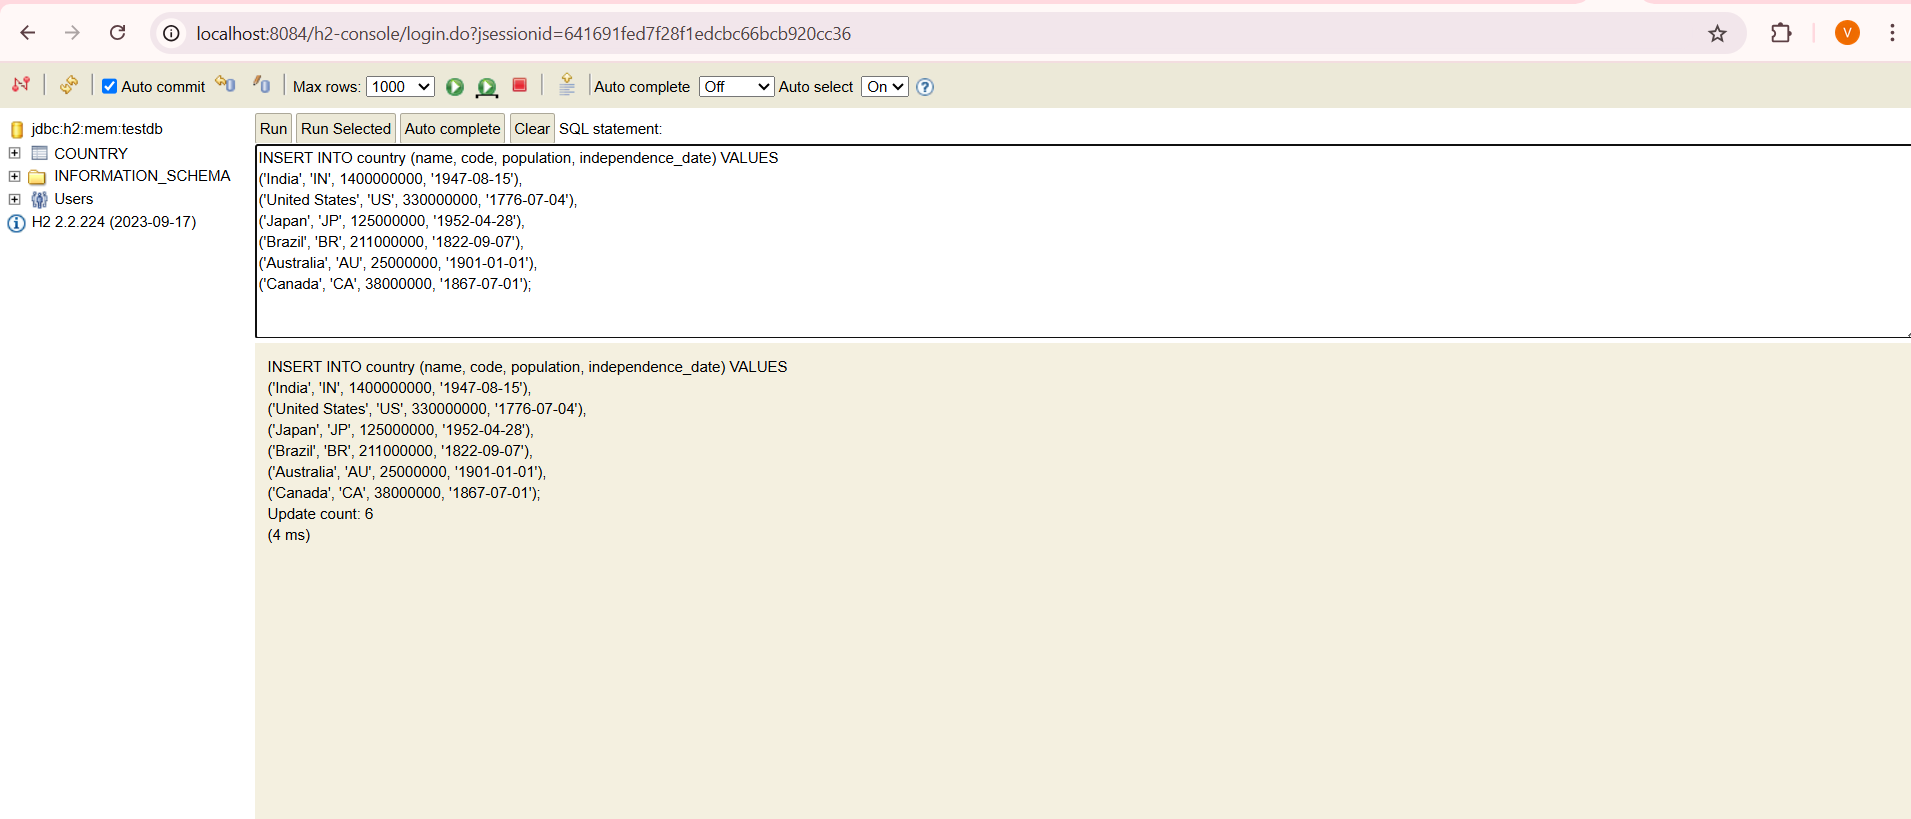 localhost:8084/h2-console/login.do?jsessionid=641691fed7f28f1edcbc66bcb920cc36
V
Auto commit Max rows: 1000 Auto complete Off Auto select On ?
jdbc:h2:mem:testdb
COUNTRY
INFORMATION_SCHEMA
Users
H2 2.2.224 (2023-09-17)
Run Run Selected Auto complete Clear SQL statement:
INSERT INTO country (name, code, population, independence_date) VALUES
('India', 'IN', 1400000000, '1947-08-15'),
('United States', 'US', 330000000, '1776-07-04'),
('Japan', 'JP', 125000000, '1952-04-28'),
('Brazil', 'BR', 211000000, '1822-09-07'),
('Australia', 'AU', 25000000, '1901-01-01'),
('Canada', 'CA', 38000000, '1867-07-01');
INSERT INTO country (name, code, population, independence_date) VALUES
('India', 'IN', 1400000000, '1947-08-15'),
('United States', 'US', 330000000, '1776-07-04'),
('Japan', 'JP', 125000000, '1952-04-28'),
('Brazil', 'BR', 211000000, '1822-09-07'),
('Australia', 'AU', 25000000, '1901-01-01'),
('Canada', 'CA', 38000000, '1867-07-01');
Update count: 6
(4 ms)